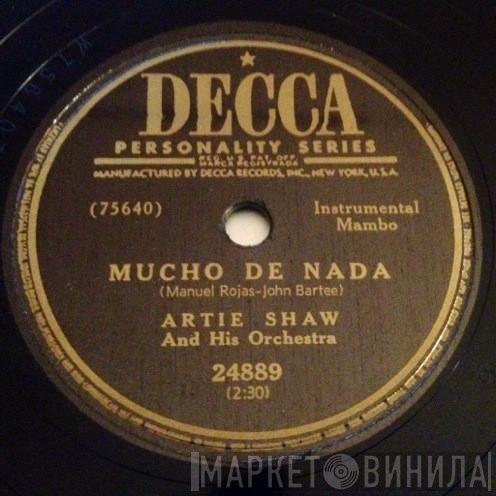 DECCA
PERSONALITY SERIES
REG. U.S. PAT. OFF.
MARCA REGISTRADA
MANUFACTURED BY DECCA RECORDS, INC., NEW YORK, U.S.A.
(75640)
Instrumental
Mambo
MUCHO DE NADA
(Manuel Rojas-John Bartee)
ARTIE SHAW
And His Orchestra
24889
(2:30)
МАРКЕТ ВИНИЛА